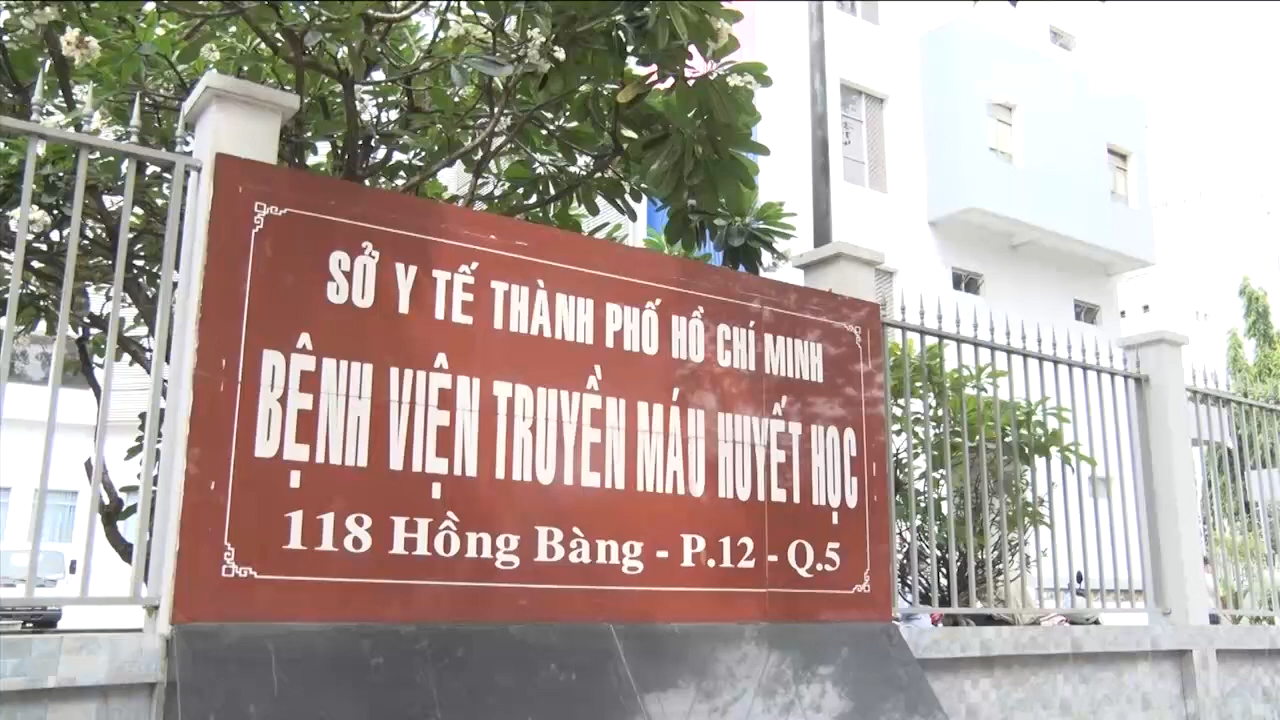 SỞ Y TẾ THÀNH PHỐ HỒ CHÍ MINH
BỆNH VIỆN TRUYỀN MÁU HUYẾT HỌC
118 Hồng Bàng - P.12 - Q.5